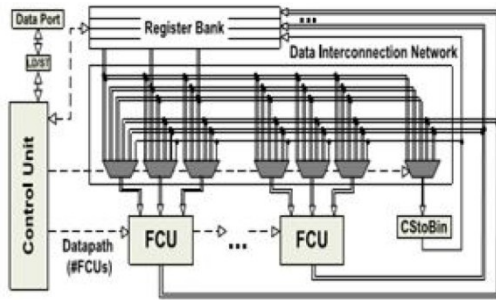 Data Port
Register Bank
...
Data Interconnection Network
LD/ST
Control Unit
Datapath
(#FCUs)
FCU
...
FCU
CStoBin